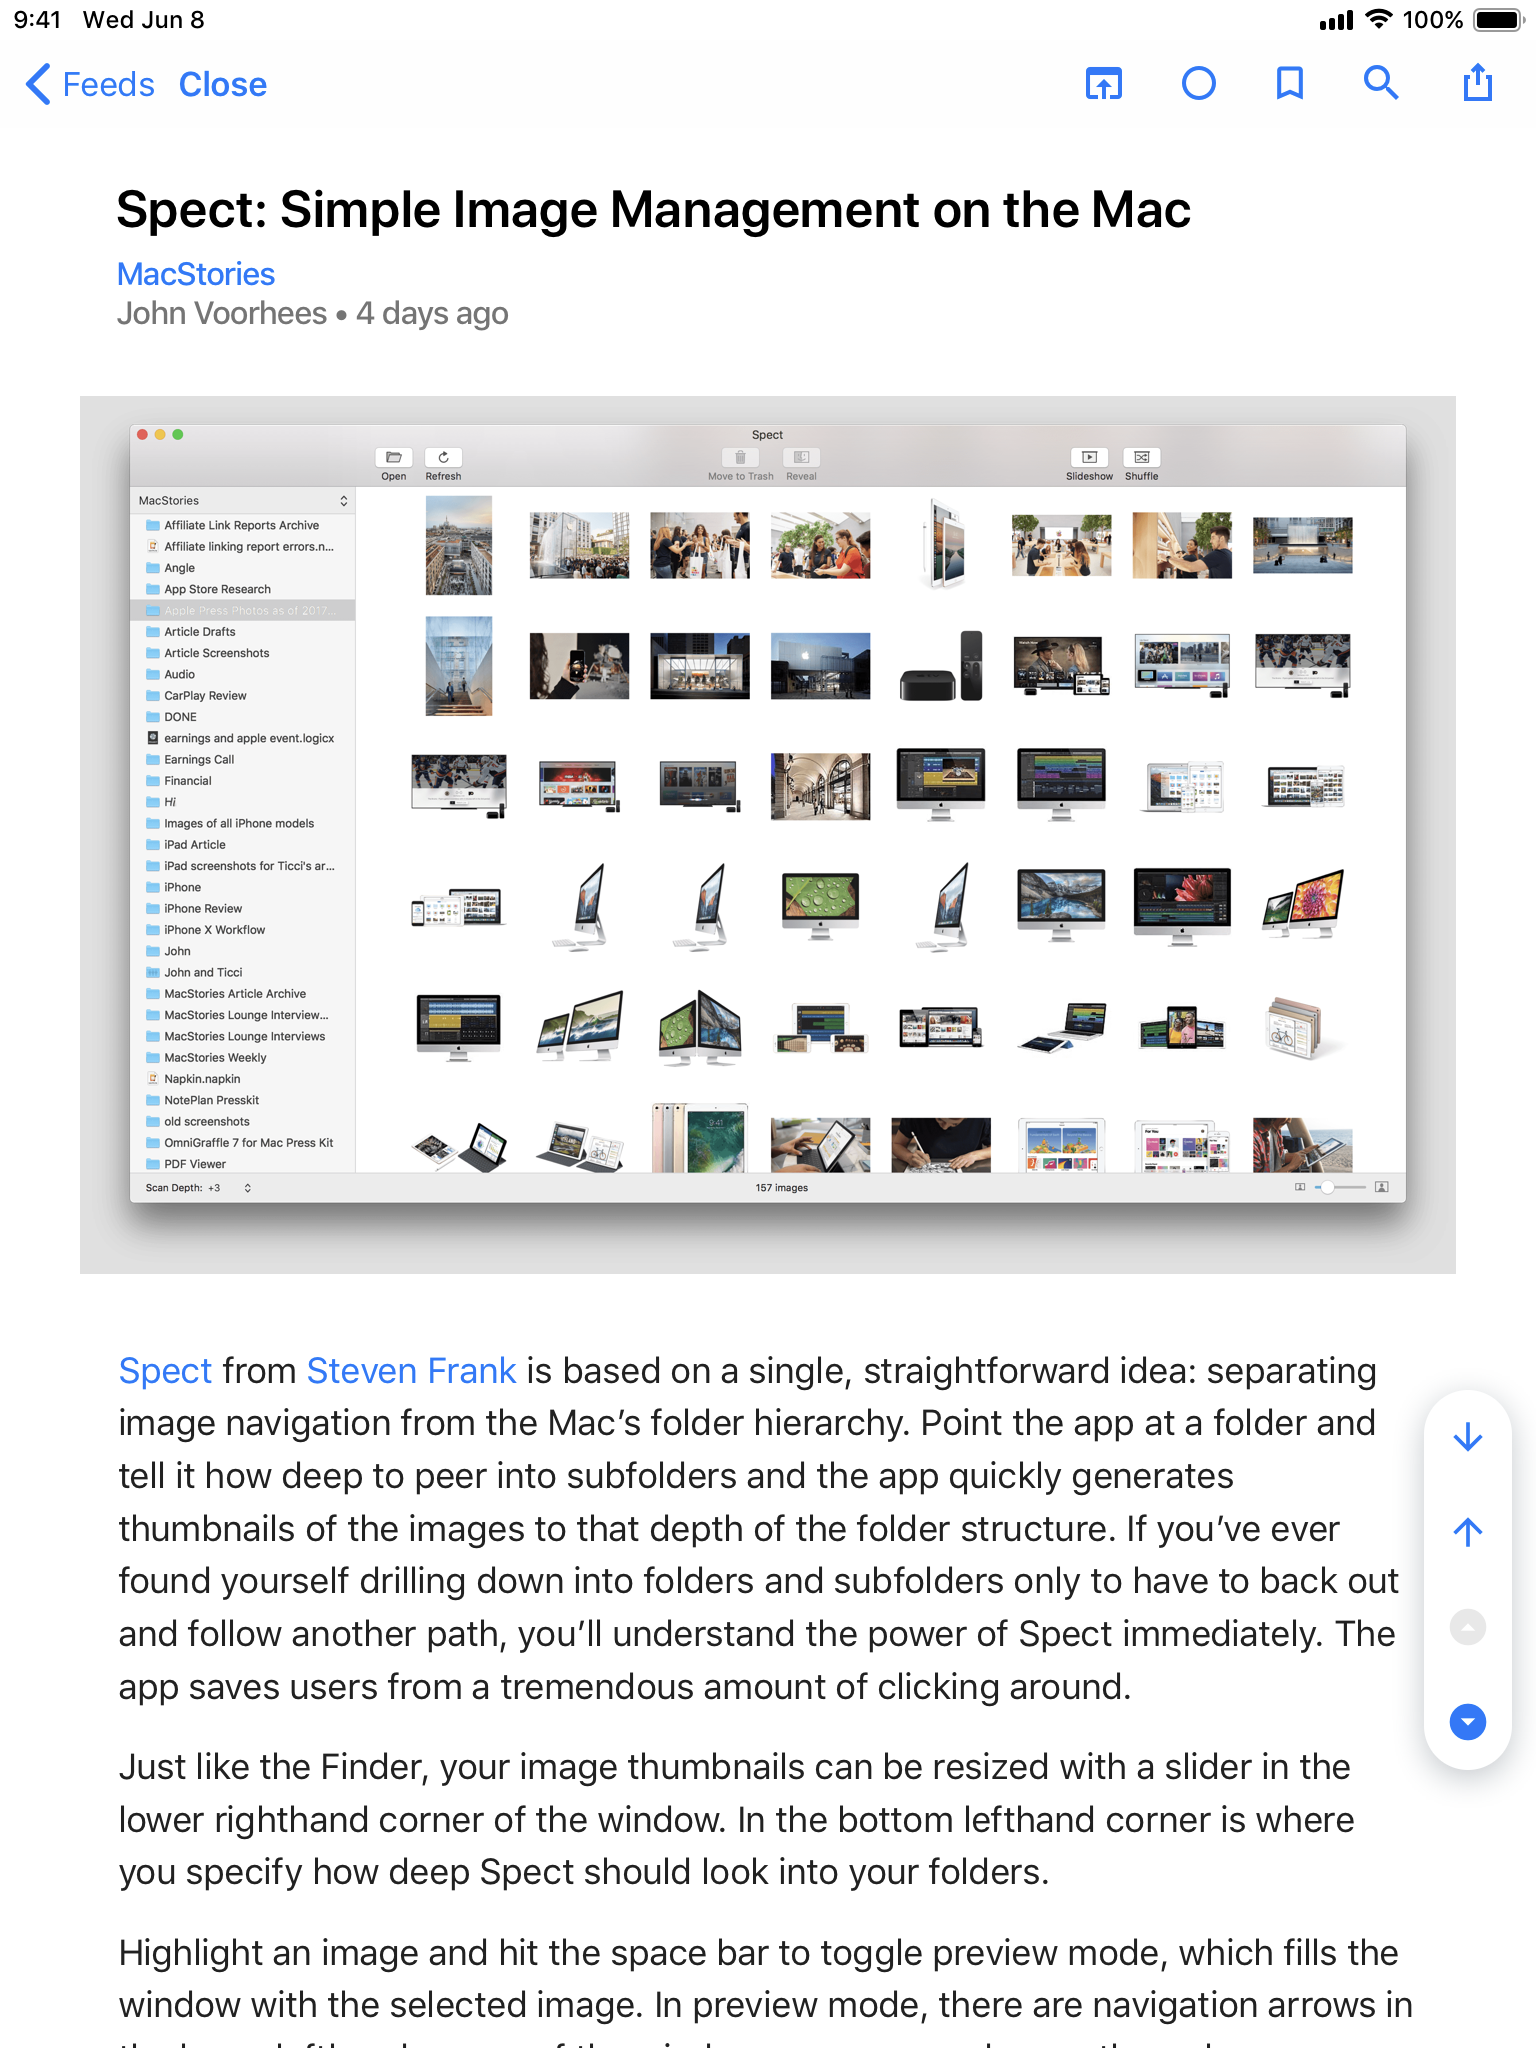 9:41 Wed Jun 8 100%
Feeds Close
Spect: Simple Image Management on the Mac
MacStories
John Voorhees • 4 days ago
Spect
Open Refresh Move to Trash Reveal Slideshow Shuffle
MacStories
Affiliate Link Reports Archive
Affiliate linking report errors.n...
Angle
App Store Research
Apple Press Photos as of 2017...
Article Drafts
Article Screenshots
Audio
CarPlay Review
DONE
earnings and apple event.logicx
Earnings Call
Financial
Hi
Images of all iPhone models
iPad Article
iPad screenshots for Ticci's ar...
iPhone
iPhone Review
iPhone X Workflow
John
John and Ticci
MacStories Article Archive
MacStories Lounge Interview...
MacStories Lounge Interviews
MacStories Weekly
Napkin.napkin
NotePlan Presskit
old screenshots
OmniGraffle 7 for Mac Press Kit
PDF Viewer
9:41
For You
Scan Depth: +3 157 images
Spect from Steven Frank is based on a single, straightforward idea: separating
image navigation from the Mac’s folder hierarchy. Point the app at a folder and
tell it how deep to peer into subfolders and the app quickly generates
thumbnails of the images to that depth of the folder structure. If you’ve ever
found yourself drilling down into folders and subfolders only to have to back out
and follow another path, you’ll understand the power of Spect immediately. The
app saves users from a tremendous amount of clicking around.
Just like the Finder, your image thumbnails can be resized with a slider in the
lower righthand corner of the window. In the bottom lefthand corner is where
you specify how deep Spect should look into your folders.
Highlight an image and hit the space bar to toggle preview mode, which fills the
window with the selected image. In preview mode, there are navigation arrows in